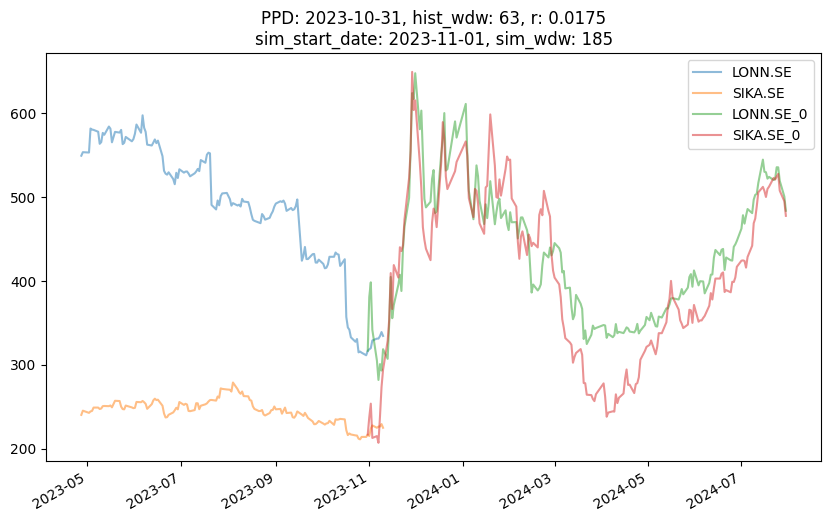 PPD: 2023-10-31, hist_wdw: 63, r: 0.0175
sim_start_date: 2023-11-01, sim_wdw: 185
LONN.SE
SIKA.SE
LONN.SE_0
SIKA.SE_0
600
500
400
300
200
2023-05
2023-07
2023-09
2023-11
2024-01
2024-03
2024-05
2024-07